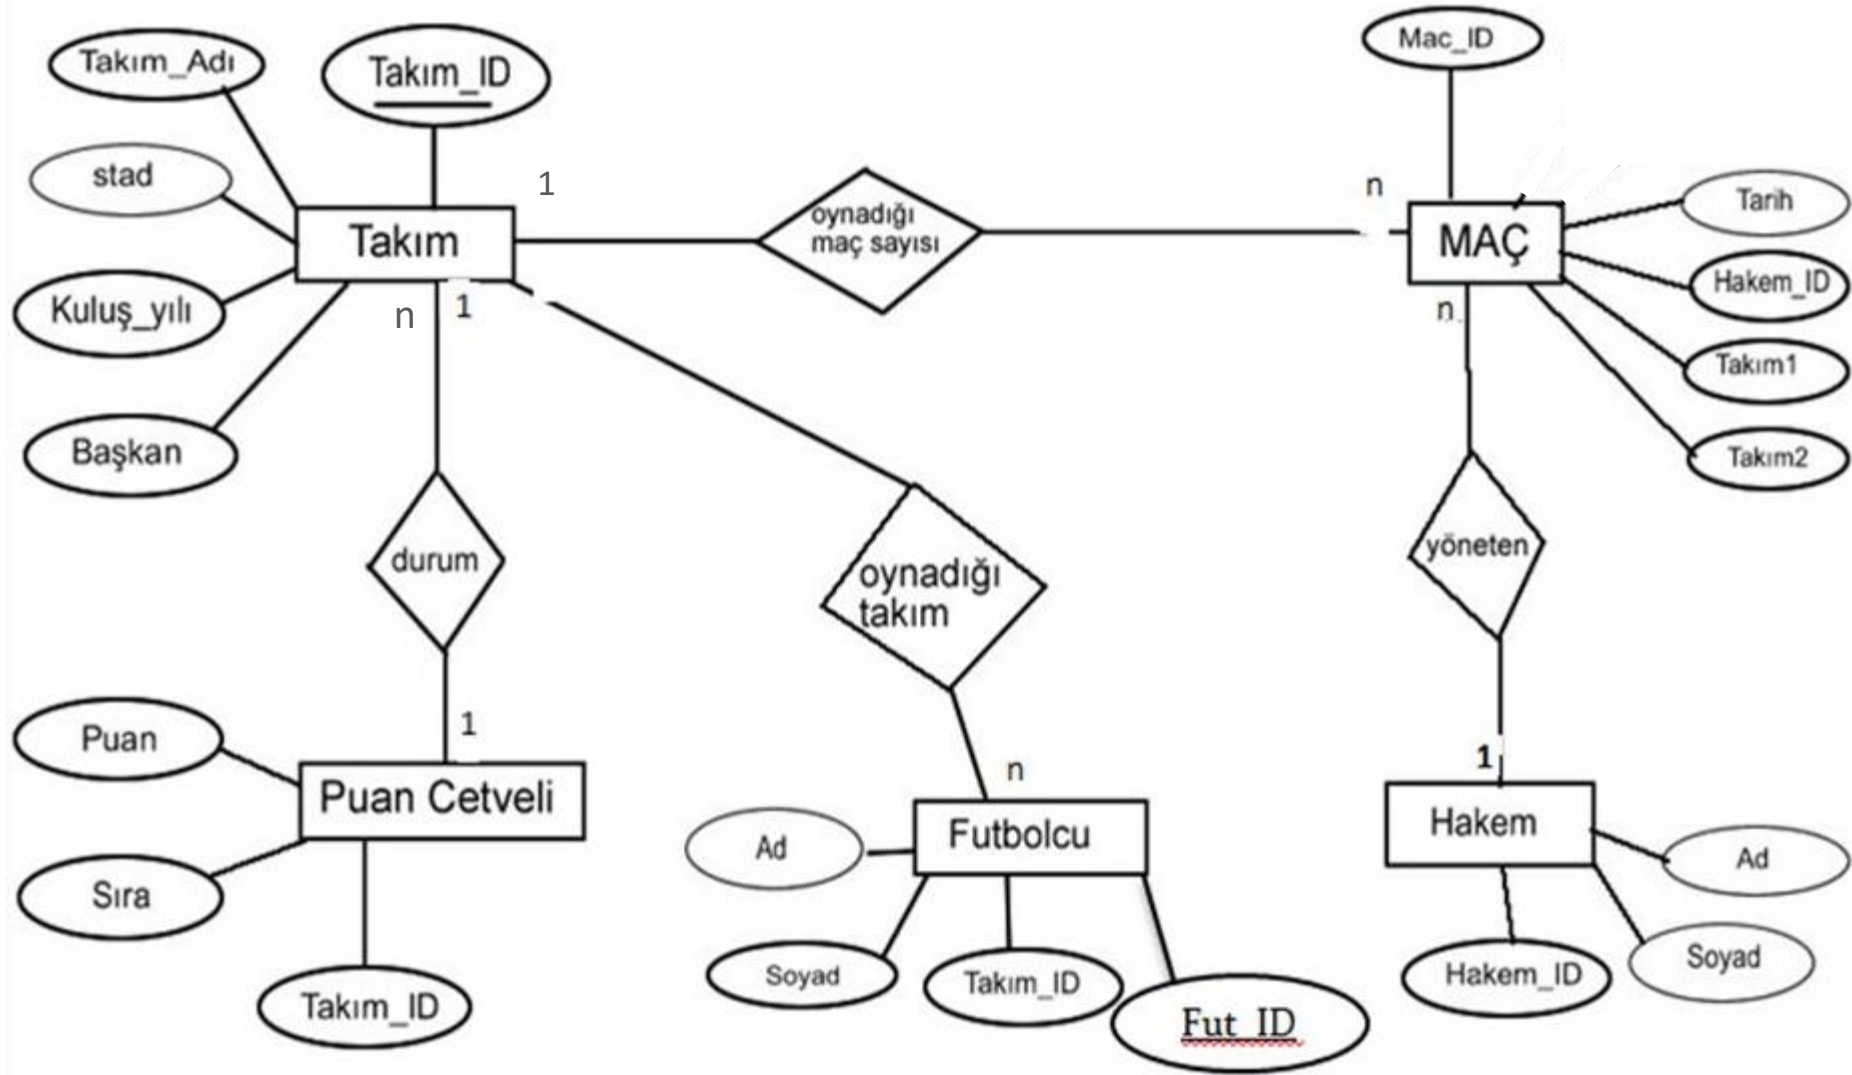 Takım_Adı
Takım_ID
Mac_ID
stad
1
n
Tarih
oynadığı
maç sayısı
Takım
MAÇ
Hakem_ID
Kuluş_yılı
n
1
n
Takım1
Başkan
Takım2
durum
oynadığı
takım
yöneten
Puan
1
n
1
Puan Cetveli
Futbolcu
Hakem
Ad
Ad
Sıra
Soyad
Takım_ID
Hakem_ID
Soyad
Takım_ID
Fut_ID